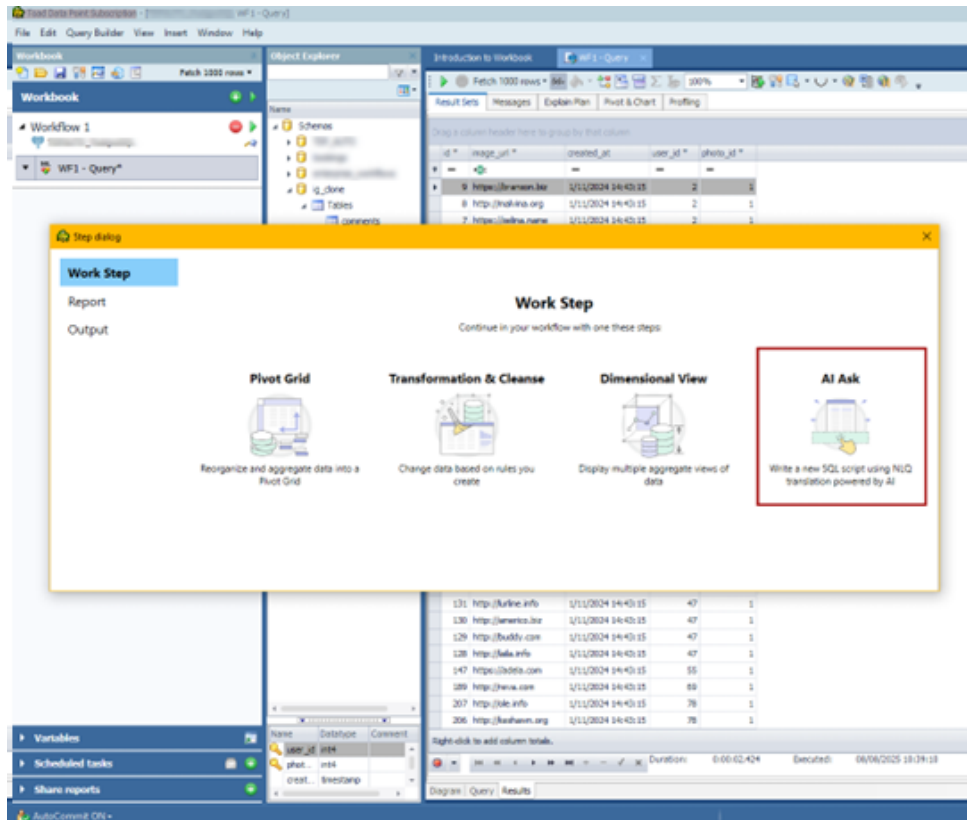 Toad Data Point Subscription - [ WF1 - Query]
File Edit Query Builder View Insert Window Help
Workbook
Fetch 1000 rows
Workbook
Workflow 1
WF1 - Query*
Object Explorer
Name
Schemas
ig_clone
Tables
comments
Introduction to Workbook
WF1 - Query
Fetch 1000 rows
100%
Result Sets Messages Explain Plan Pivot & Chart Profiling
Drag a column header here to group by that column
id * image_url * created_at user_id * photo_id *
9 https://branson.biz 1/11/2024 14:43:15 2 1
8 http://malvina.org 1/11/2024 14:43:15 2 1
7 https://selina.name 1/11/2024 14:43:15 2 1
Step dialog
Work Step
Report
Output
Work Step
Continue in your workflow with one these steps:
Pivot Grid
Reorganize and aggregate data into a
Pivot Grid
Transformation & Cleanse
Change data based on rules you
create
Dimensional View
Display multiple aggregate views of
data
AI Ask
Write a new SQL script using NLQ
translation powered by AI
131 http://lurline.info 1/11/2024 14:43:15 47 1
130 http://americo.biz 1/11/2024 14:43:15 47 1
129 http://buddy.com 1/11/2024 14:43:15 47 1
128 http://laila.info 1/11/2024 14:43:15 47 1
147 https://adela.com 1/11/2024 14:43:15 55 1
189 http://neva.com 1/11/2024 14:43:15 69 1
207 http://ole.info 1/11/2024 14:43:15 78 1
206 http://keshawn.org 1/11/2024 14:43:15 78 1
Right-click to add column totals.
Duration: 0:00:02.424 Executed: 08/08/2025 10:39:10
Diagram Query Results
Name Datatype Comment
user_id int4
phot... int4
creat... timestamp
Variables
Scheduled tasks
Share reports
AutoCommit ON